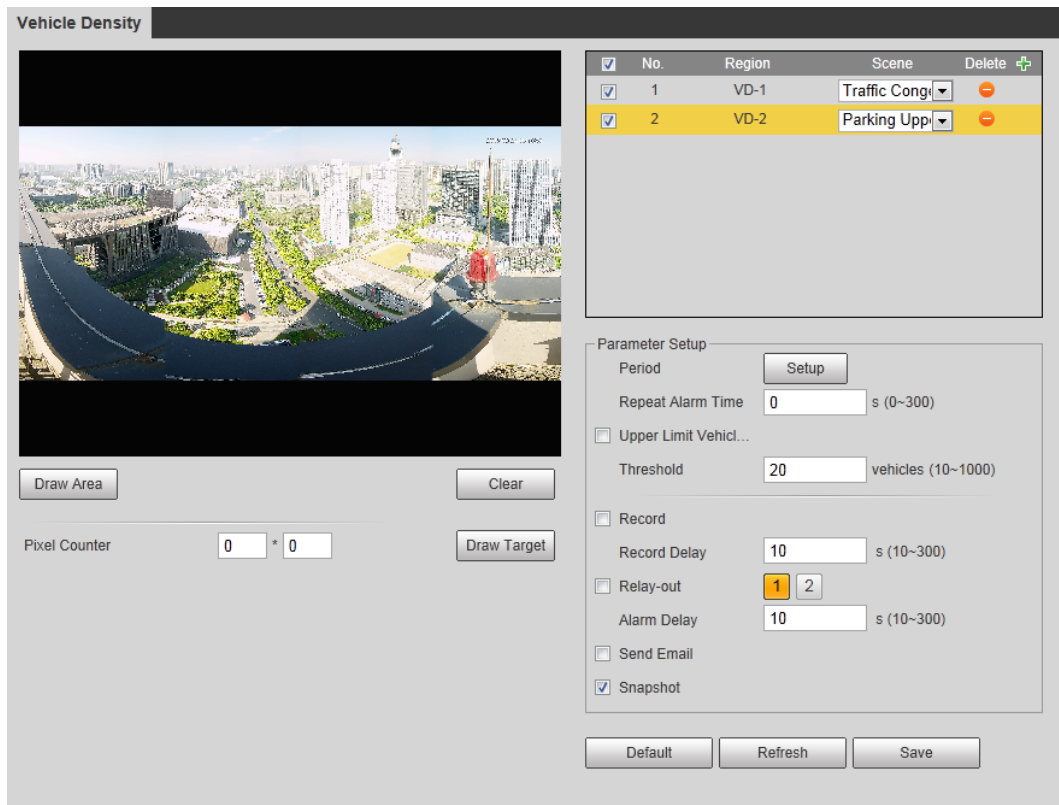 Vehicle Density
Draw Area
Clear
Pixel Counter 0 * 0 Draw Target
No. Region Scene Delete
1 VD-1 Traffic Cong
2 VD-2 Parking Upp
Parameter Setup
Period Setup
Repeat Alarm Time 0 s (0~300)
Upper Limit Vehicl...
Threshold 20 vehicles (10~1000)
Record
Record Delay 10 s (10~300)
Relay-out 1 2
Alarm Delay 10 s (10~300)
Send Email
Snapshot
Default Refresh Save